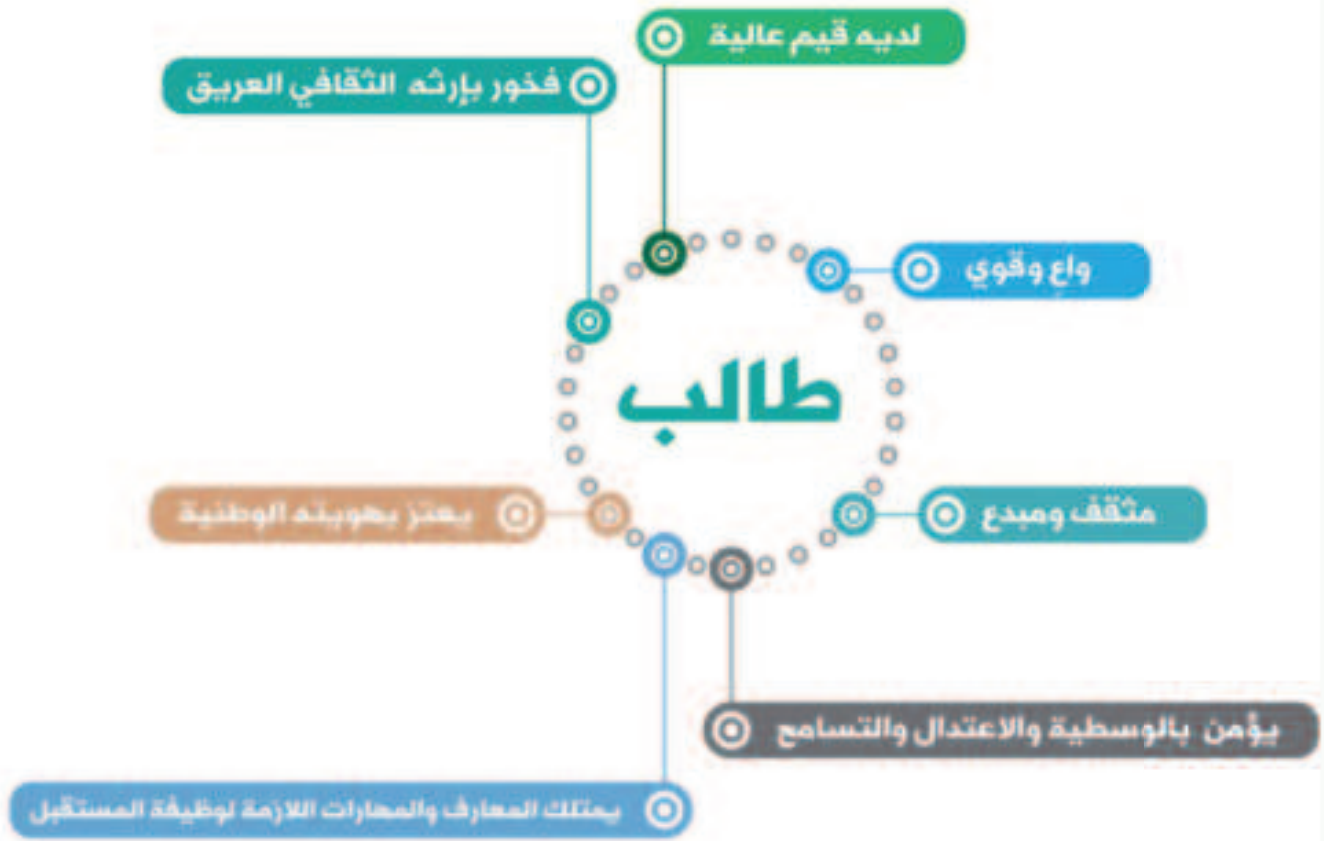 لديه قيم عالية
فخور بإرثه الثقافي العريق
واعٍ وقوي
طالب
يعتز بهويته الوطنية
مثقف ومبدع
يؤمن بالوسطية والاعتدال والتسامح
يمتلك المعارف والمهارات اللازمة لوظيفة المستقبل